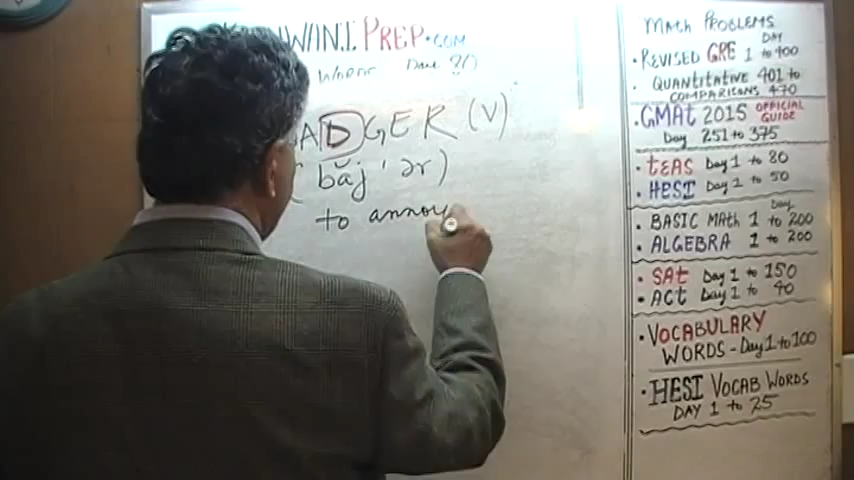 PREP.COM
WORDS
ADGER (V)
( băj ' ər )
to annoy
MATH PROBLEMS
DAY
• REVISED GRE 1 to 400
• QUANTITATIVE 401 to
COMPARISONS 470
• GMAT 2015 OFFICIAL
GUIDE
Day 251 to 375
• TEAS Day 1 to 80
• HESI Day 1 to 50
Day
• BASIC MATH 1 to 200
• ALGEBRA 1 to 200
• SAT Day 1 to 150
• ACT Day 1 to 40
• VOCABULARY
WORDS - Day 1 to 100
• HESI VOCAB WORDS
DAY 1 to 25